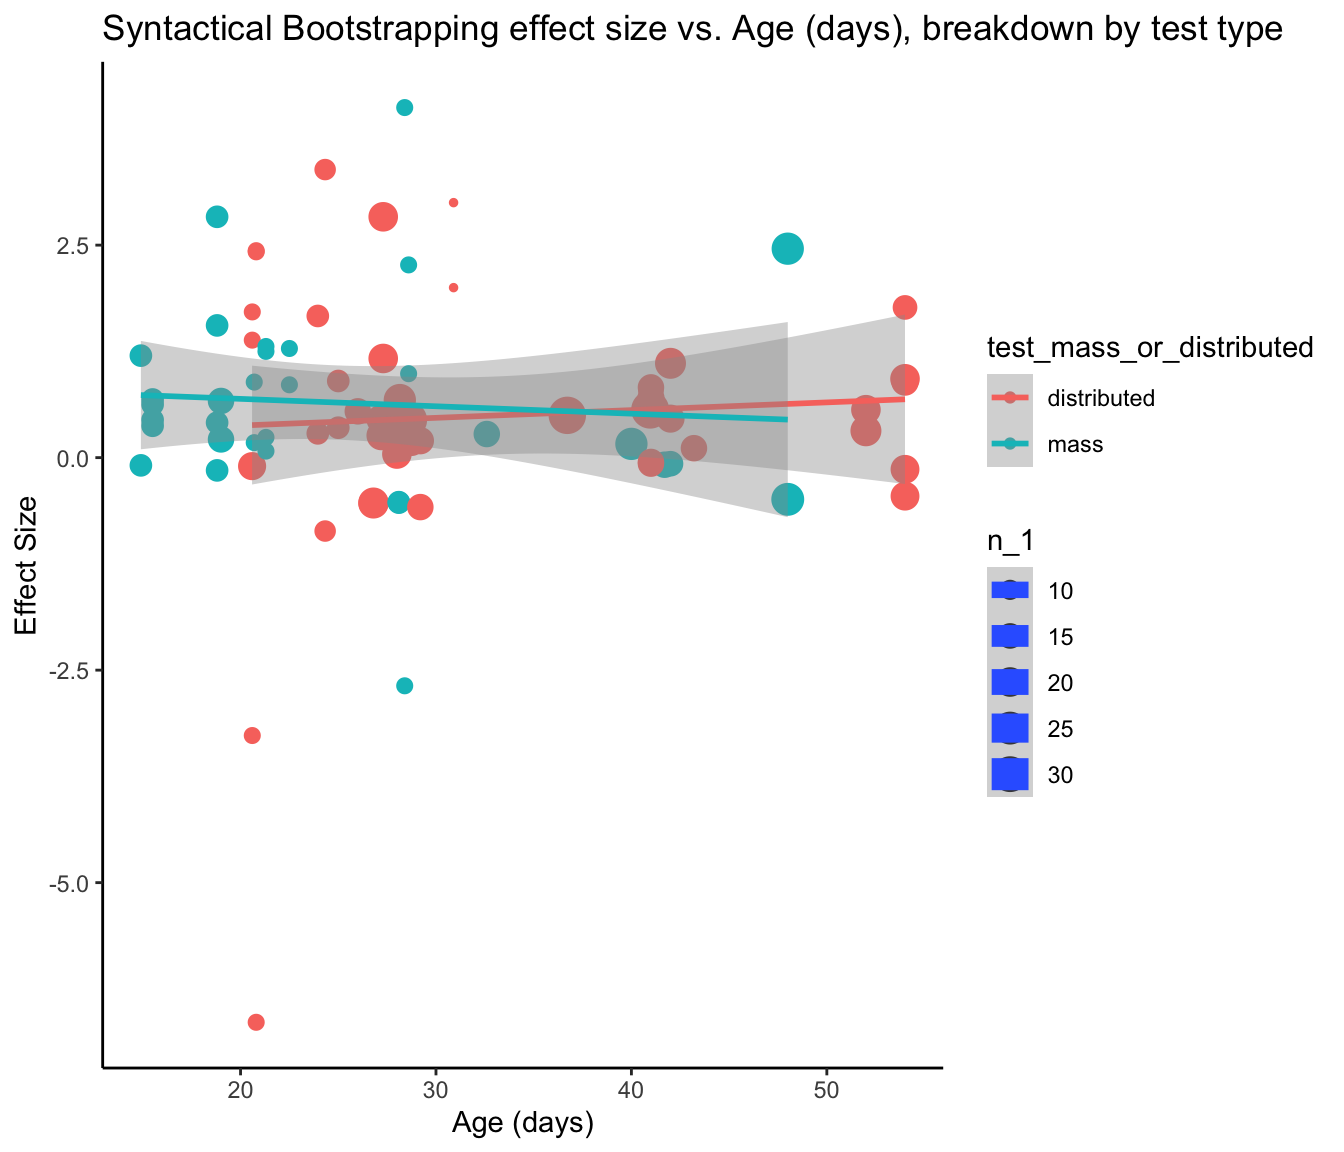 Syntactical Bootstrapping effect size vs. Age (days), breakdown by test type
Effect Size
2.5
0.0
-2.5
-5.0
20
30
40
50
Age (days)
test_mass_or_distributed
distributed
mass
n_1
10
15
20
25
30